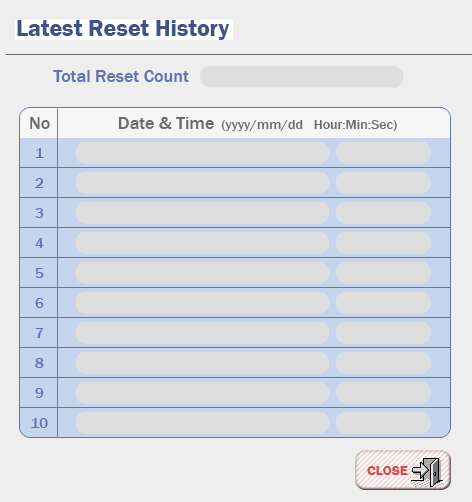 Latest Reset History
Total Reset Count
No Date & Time (yyyy/mm/dd Hour:Min:Sec)
1
2
3
4
5
6
7
8
9
10
CLOSE